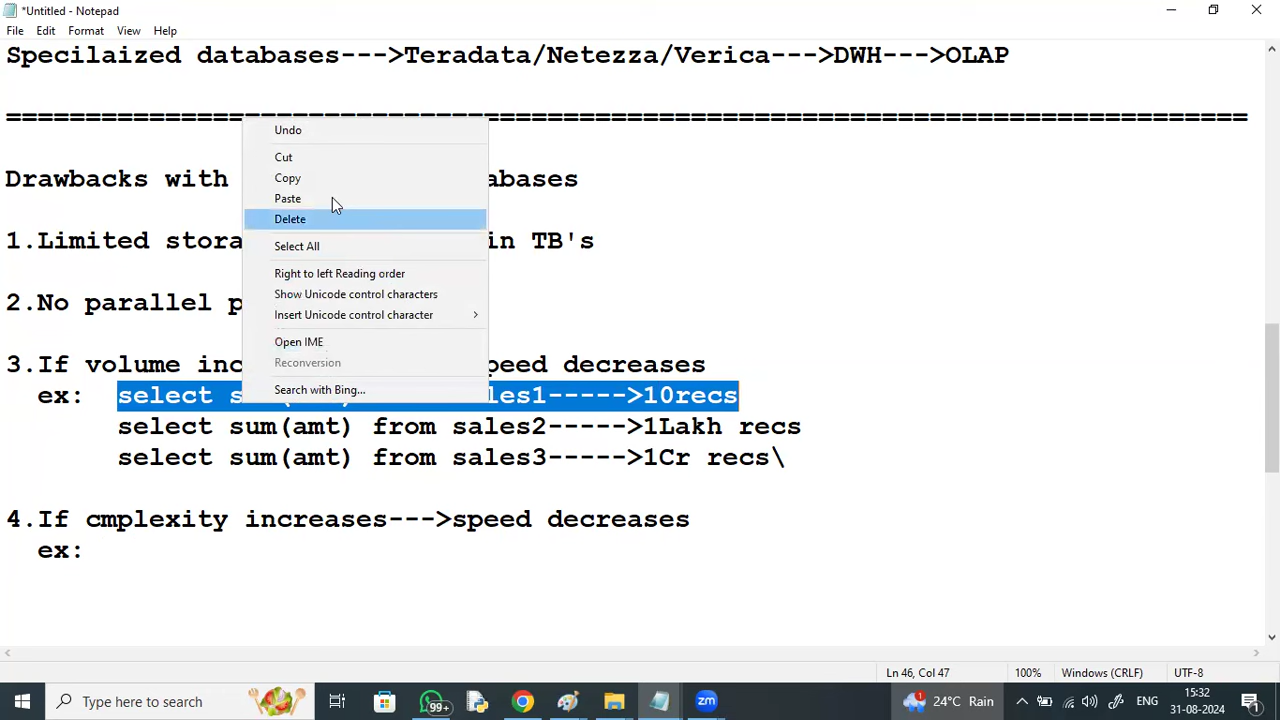 *Untitled - Notepad
File Edit Format View Help
Specilaized databases--->Teradata/Netezza/Verica--->DWH--->OLAP
==============================================================================
Drawbacks with abases
1.Limited stora in TB's
2.No parallel p
3.If volume inc peed decreases
ex: select s ales1----->10recs
select sum(amt) from sales2----->1Lakh recs
select sum(amt) from sales3----->1Cr recs\
4.If cmplexity increases--->speed decreases
ex:
Undo
Cut
Copy
Paste
Delete
Select All
Right to left Reading order
Show Unicode control characters
Insert Unicode control character
Open IME
Reconversion
Search with Bing...
Ln 46, Col 47 100% Windows (CRLF) UTF-8
Type here to search 99+ zm 1 24°C Rain ENG 15:32 1
31-08-2024